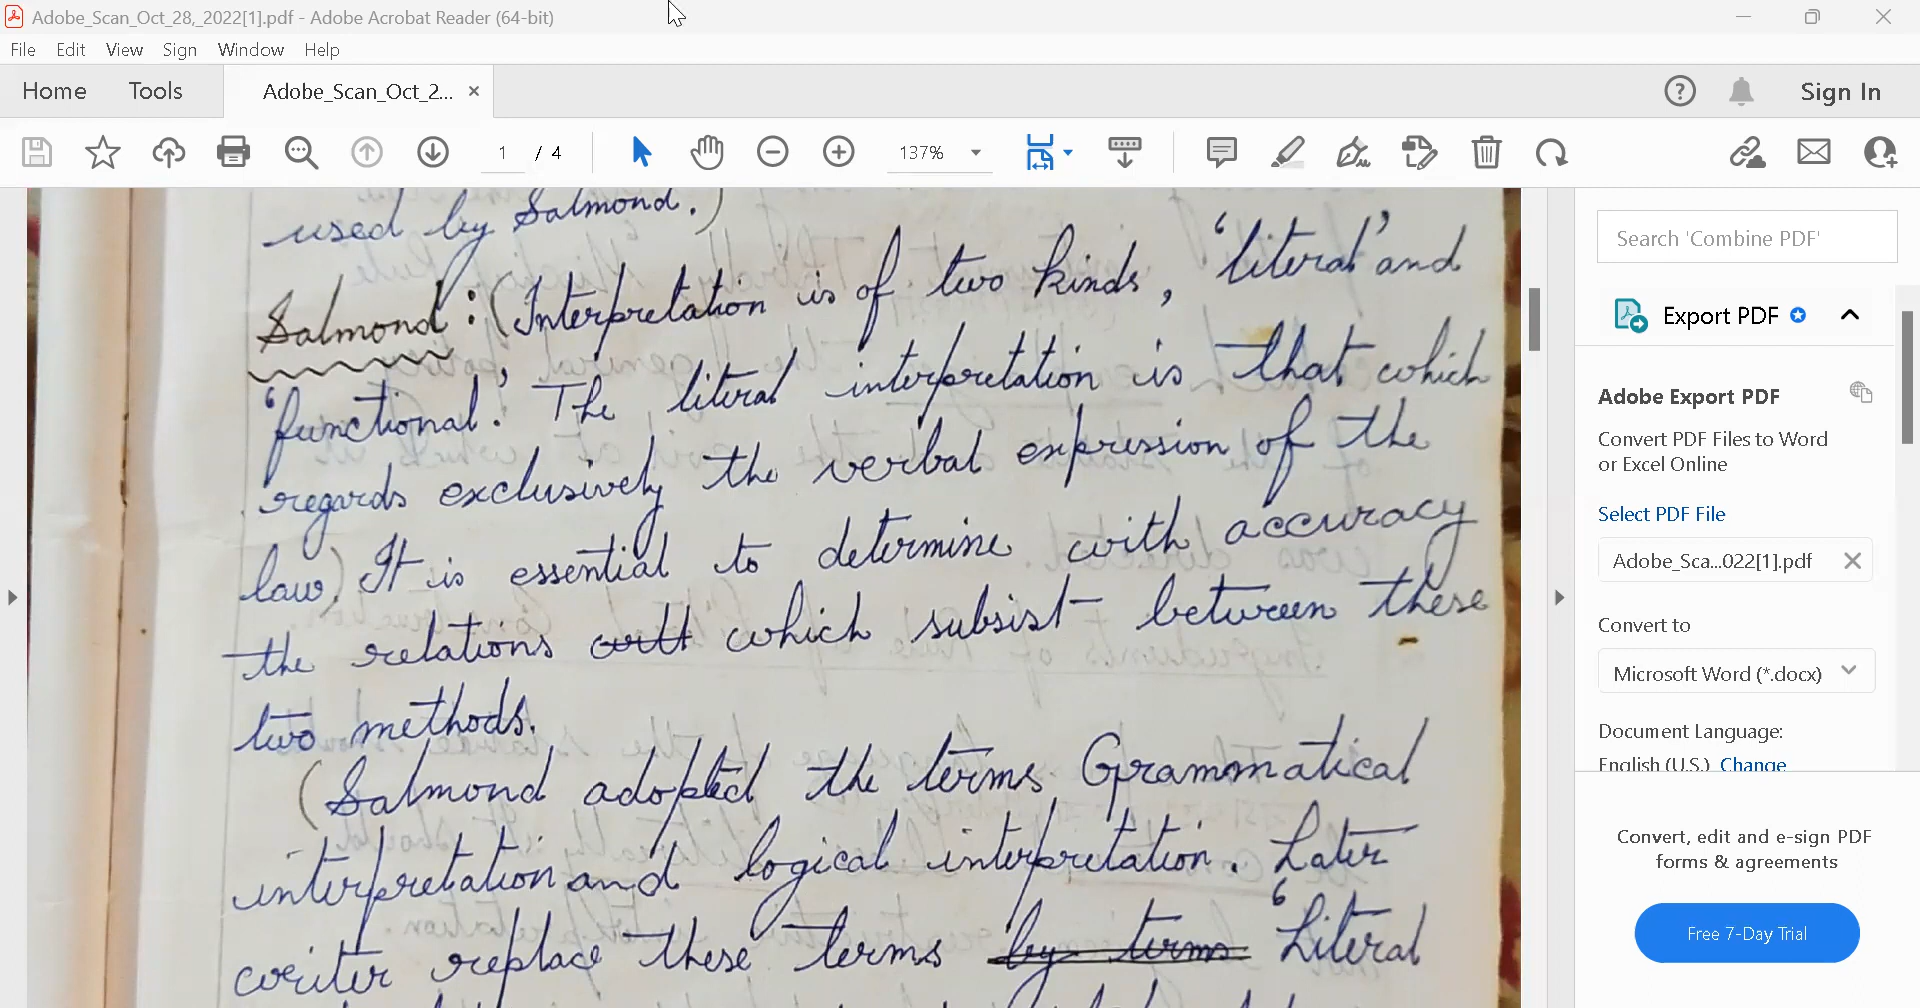 Adobe_Scan_Oct_28,_2022[1].pdf - Adobe Acrobat Reader (64-bit)
File Edit View Sign Window Help
Home Tools Adobe_Scan_Oct_2... × Sign In
1 / 4 137%
used by Salmond.)
Salmond : (Interpretation is of two kinds, 'literal' and
'functional.' The literal interpretation is that which
regards exclusively the verbal expression of the
law) It is essential to determine with accuracy
the relations which subsist between these
two methods.
(Salmond adopted the terms Grammatical
interpretation and logical interpretation. Later
writer replace these terms by terms 'Literal
Search 'Combine PDF'
Export PDF
Adobe Export PDF
Convert PDF Files to Word
or Excel Online
Select PDF File
Adobe_Sca...022[1].pdf
Convert to
Microsoft Word (*.docx)
Document Language:
English (U.S.) Change
Convert, edit and e-sign PDF
forms & agreements
Free 7-Day Trial